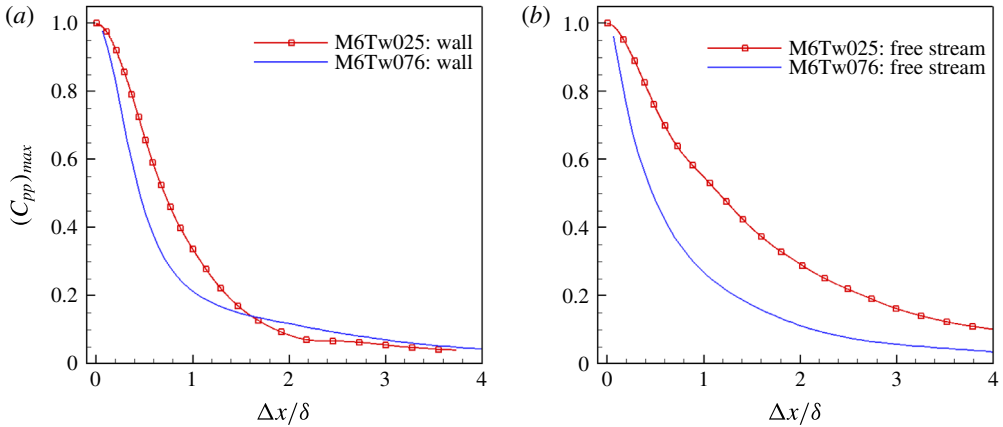 (a)
1.0
0.8
0.6
0.4
0.2
0
(C_pp)_max
M6Tw025: wall
M6Tw076: wall
0 1 2 3 4
Δx/δ
(b)
1.0
0.8
0.6
0.4
0.2
0
M6Tw025: free stream
M6Tw076: free stream
0 1 2 3 4
Δx/δ